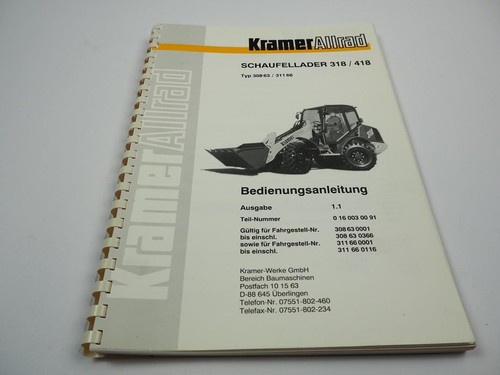 KramerAllrad
KramerAllrad
SCHAUFELLADER 318 / 418
Typ 308 63 / 311 66
Bedienungsanleitung
Ausgabe 1.1
Teil-Nummer 0 16 003 00 91
Gültig für Fahrgestell-Nr. 308 63 0001
bis einschl. 308 63 0366
sowie für Fahrgestell-Nr. 311 66 0001
bis einschl. 311 66 0116
Kramer-Werke GmbH
Bereich Baumaschinen
Postfach 10 15 63
D-88 645 Überlingen
Telefon-Nr. 07551-802-460
Telefax-Nr. 07551-802-234